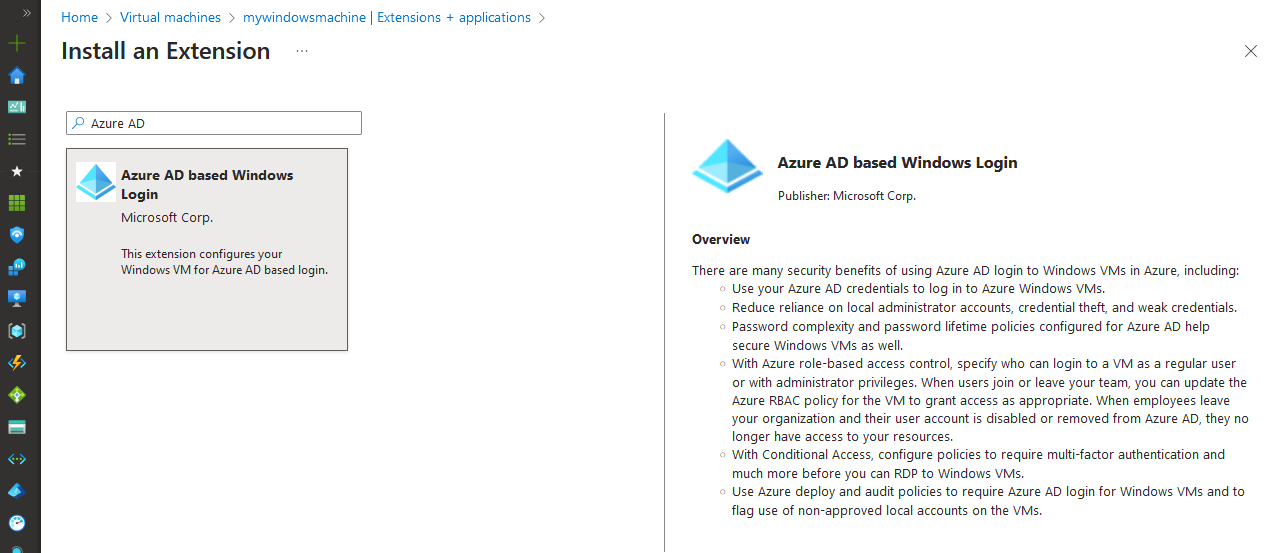 Home > Virtual machines > mywindowsmachine | Extensions + applications >
Install an Extension ...
Azure AD
Azure AD based Windows
Login
Microsoft Corp.
This extension configures your
Windows VM for Azure AD based login.
Azure AD based Windows Login
Publisher: Microsoft Corp.
Overview
There are many security benefits of using Azure AD login to Windows VMs in Azure, including:
Use your Azure AD credentials to log in to Azure Windows VMs.
Reduce reliance on local administrator accounts, credential theft, and weak credentials.
Password complexity and password lifetime policies configured for Azure AD help
secure Windows VMs as well.
With Azure role-based access control, specify who can login to a VM as a regular user
or with administrator privileges. When users join or leave your team, you can update the
Azure RBAC policy for the VM to grant access as appropriate. When employees leave
your organization and their user account is disabled or removed from Azure AD, they no
longer have access to your resources.
With Conditional Access, configure policies to require multi-factor authentication and
much more before you can RDP to Windows VMs.
Use Azure deploy and audit policies to require Azure AD login for Windows VMs and to
flag use of non-approved local accounts on the VMs.